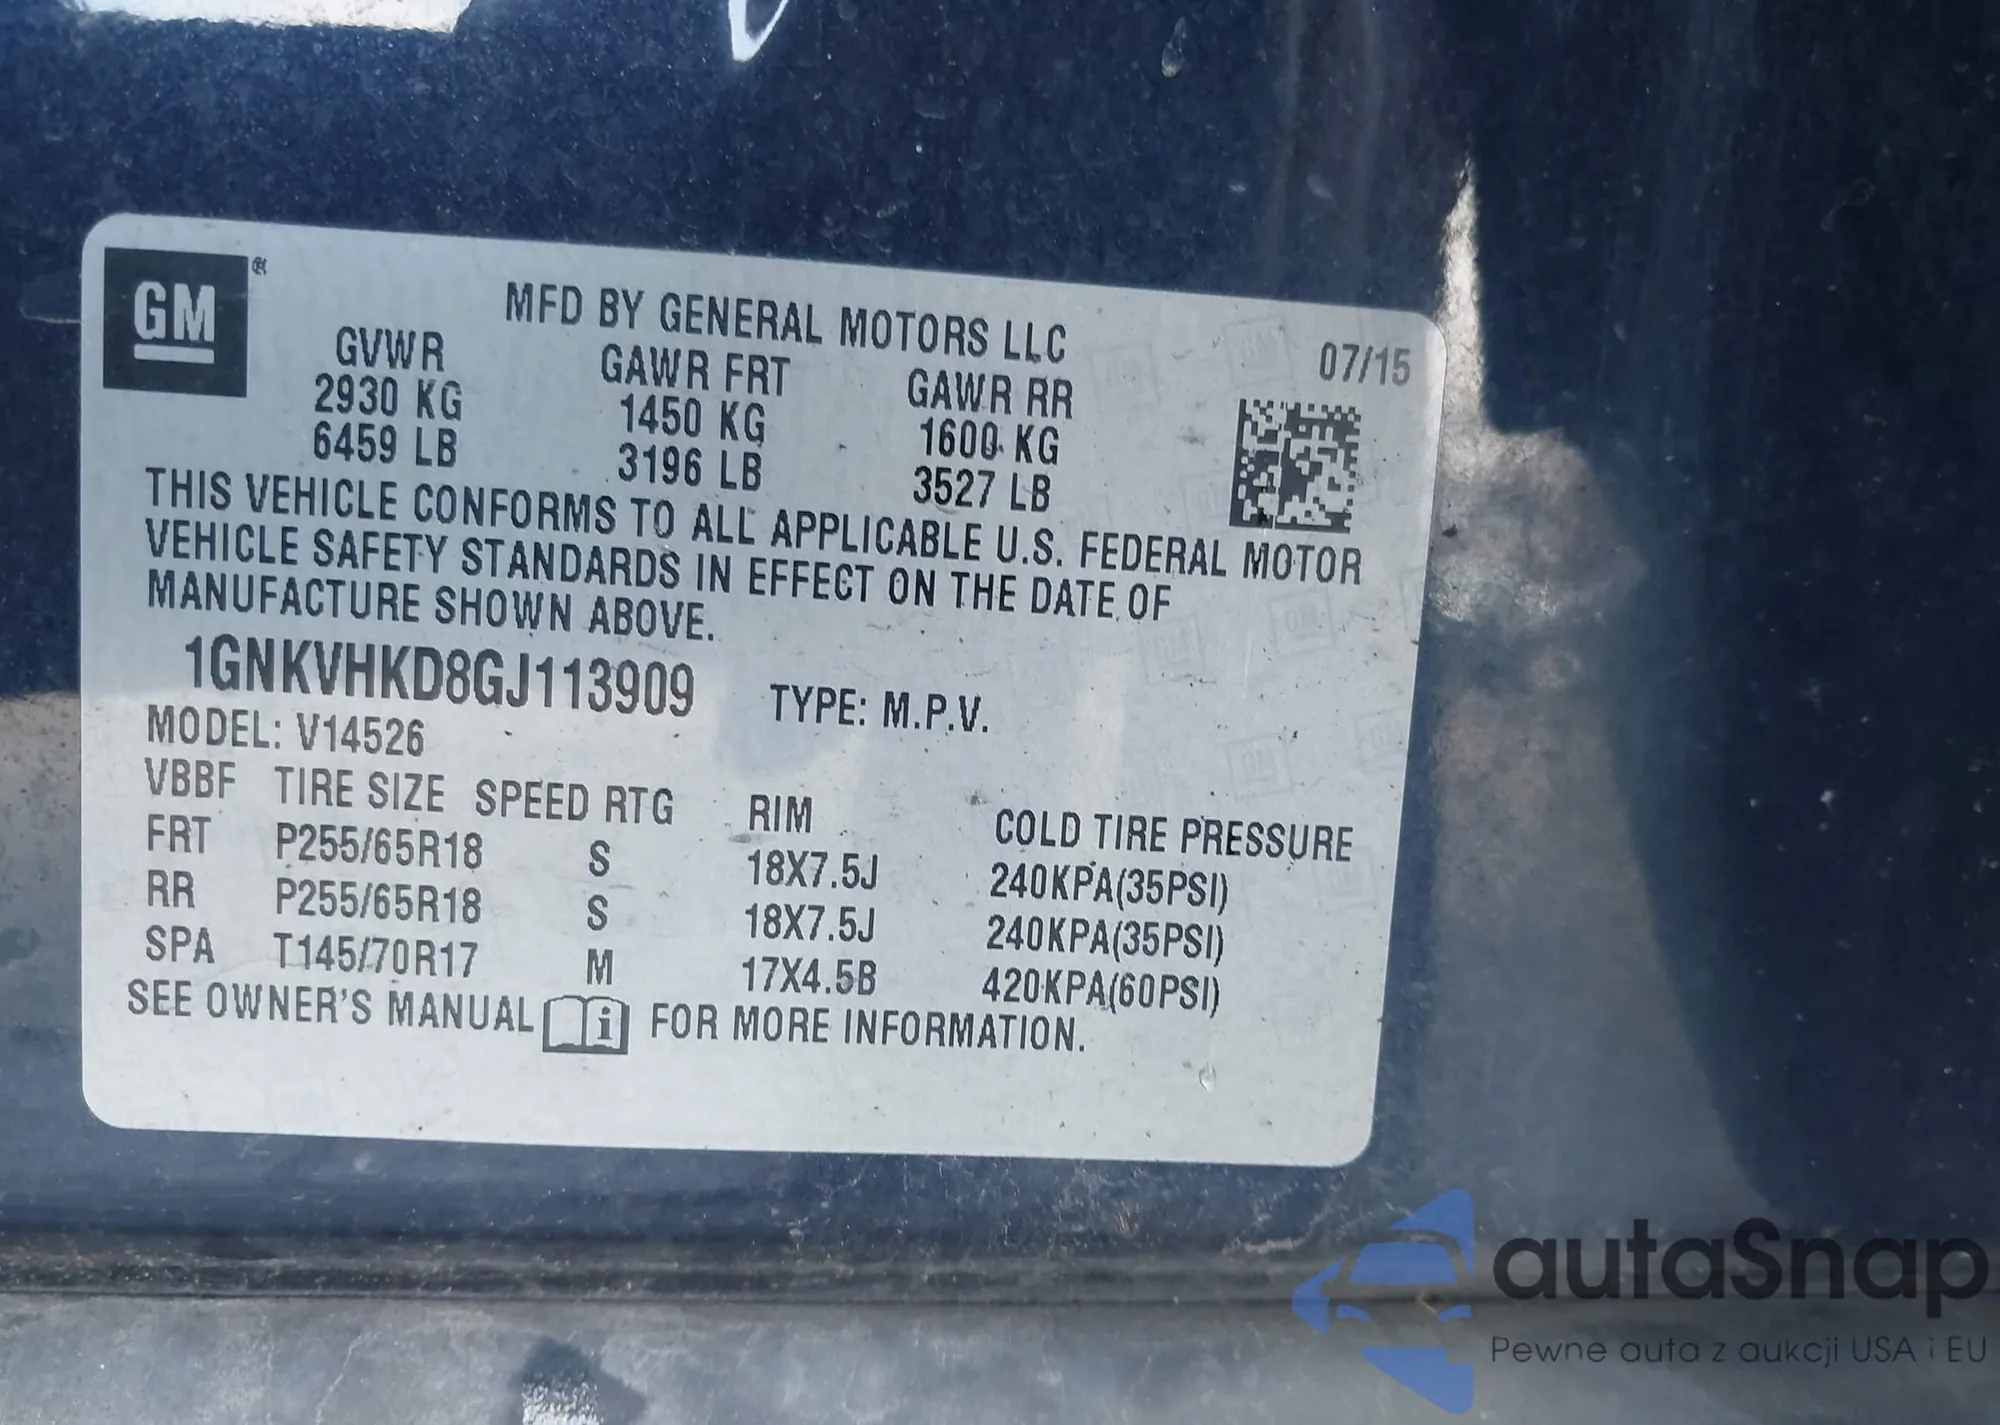 GM®
MFD BY GENERAL MOTORS LLC
07/15
GVWR GAWR FRT GAWR RR
2930 KG 1450 KG 1600 KG
6459 LB 3196 LB 3527 LB
THIS VEHICLE CONFORMS TO ALL APPLICABLE U.S. FEDERAL MOTOR
VEHICLE SAFETY STANDARDS IN EFFECT ON THE DATE OF
MANUFACTURE SHOWN ABOVE.
1GNKVHKD8GJ113909 TYPE: M.P.V.
MODEL: V14526
VBBF TIRE SIZE SPEED RTG RIM COLD TIRE PRESSURE
FRT P255/65R18 S 18X7.5J 240KPA(35PSI)
RR P255/65R18 S 18X7.5J 240KPA(35PSI)
SPA T145/70R17 M 17X4.5B 420KPA(60PSI)
SEE OWNER'S MANUAL i FOR MORE INFORMATION.
autaSnap
Pewne auta z aukcji USA i EU